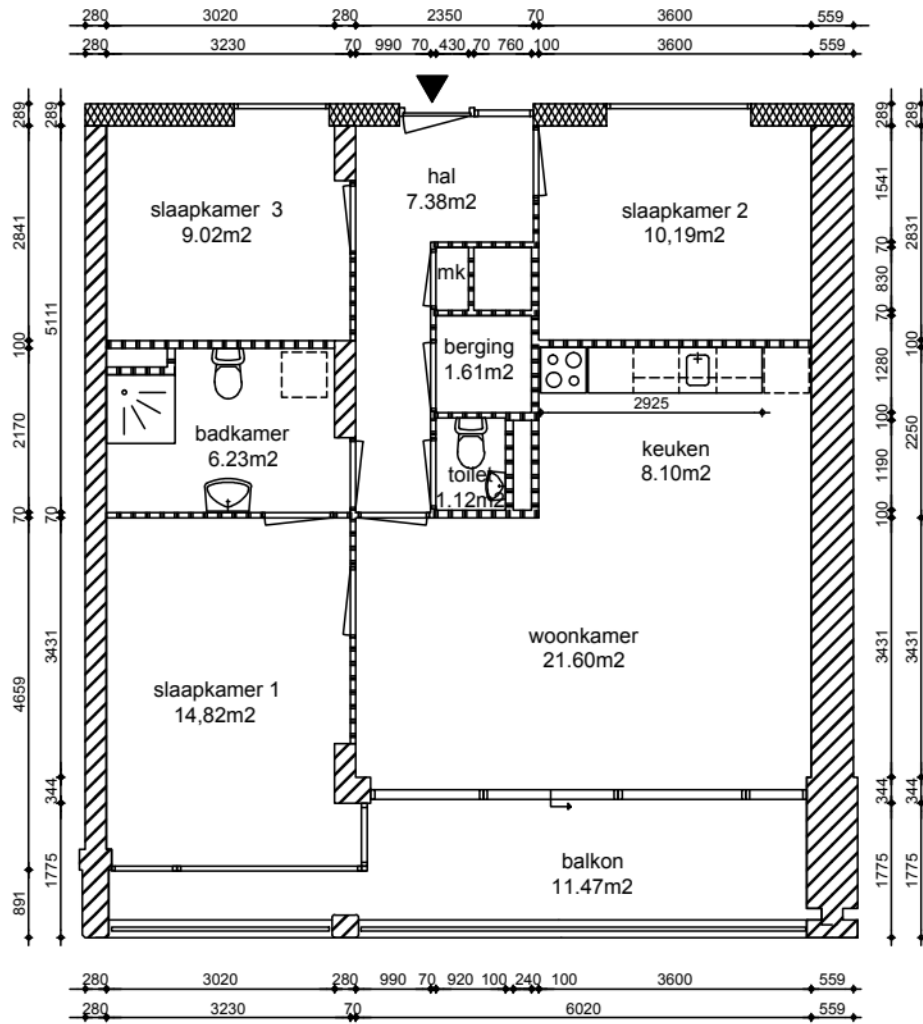 280 3020 280 2350 70 3600 559
280 3230 70 990 70 430 70 760 100 3600 559
289 289 289 289
hal
7.38m2
slaapkamer 3
9.02m2
slaapkamer 2
10,19m2
1541
2841 2831
70
mk
830
5111
70
100 100
berging
1.61m2
1280
2925
2170 2250
100
badkamer
6.23m2
keuken
8.10m2
toilet
1.12m2
1190
70 70 100
woonkamer
21.60m2
3431 3431 3431
4659
slaapkamer 1
14,82m2
344 344 344
balkon
11.47m2
1775 1775 1775
891
280 3020 280 990 70 920 100 240 100 3600 559
280 3230 70 6020 559